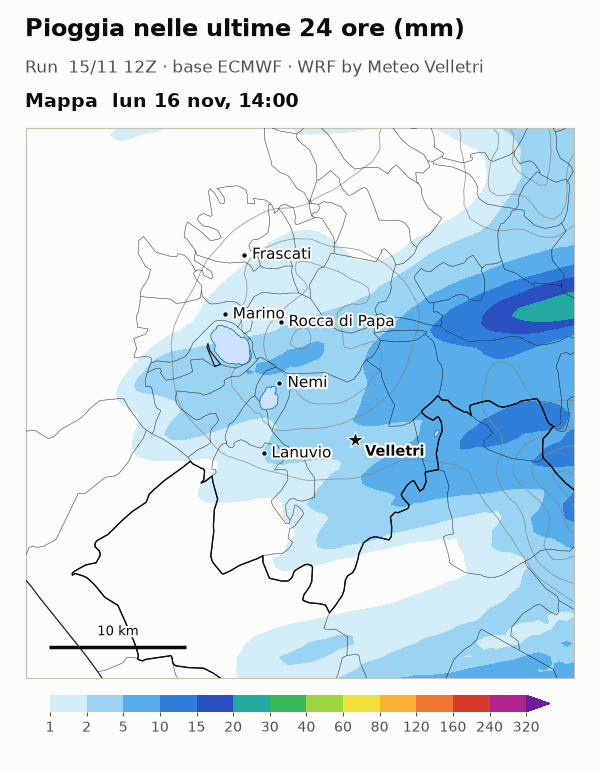 Pioggia nelle ultime 24 ore (mm)
Run 15/11 12Z · base ECMWF · WRF by Meteo Velletri
Mappa lun 16 nov, 14:00
Frascati
Marino
Rocca di Papa
Nemi
Velletri
Lanuvio
10 km
1 2 5 10 15 20 30 40 60 80 120 160 240 320